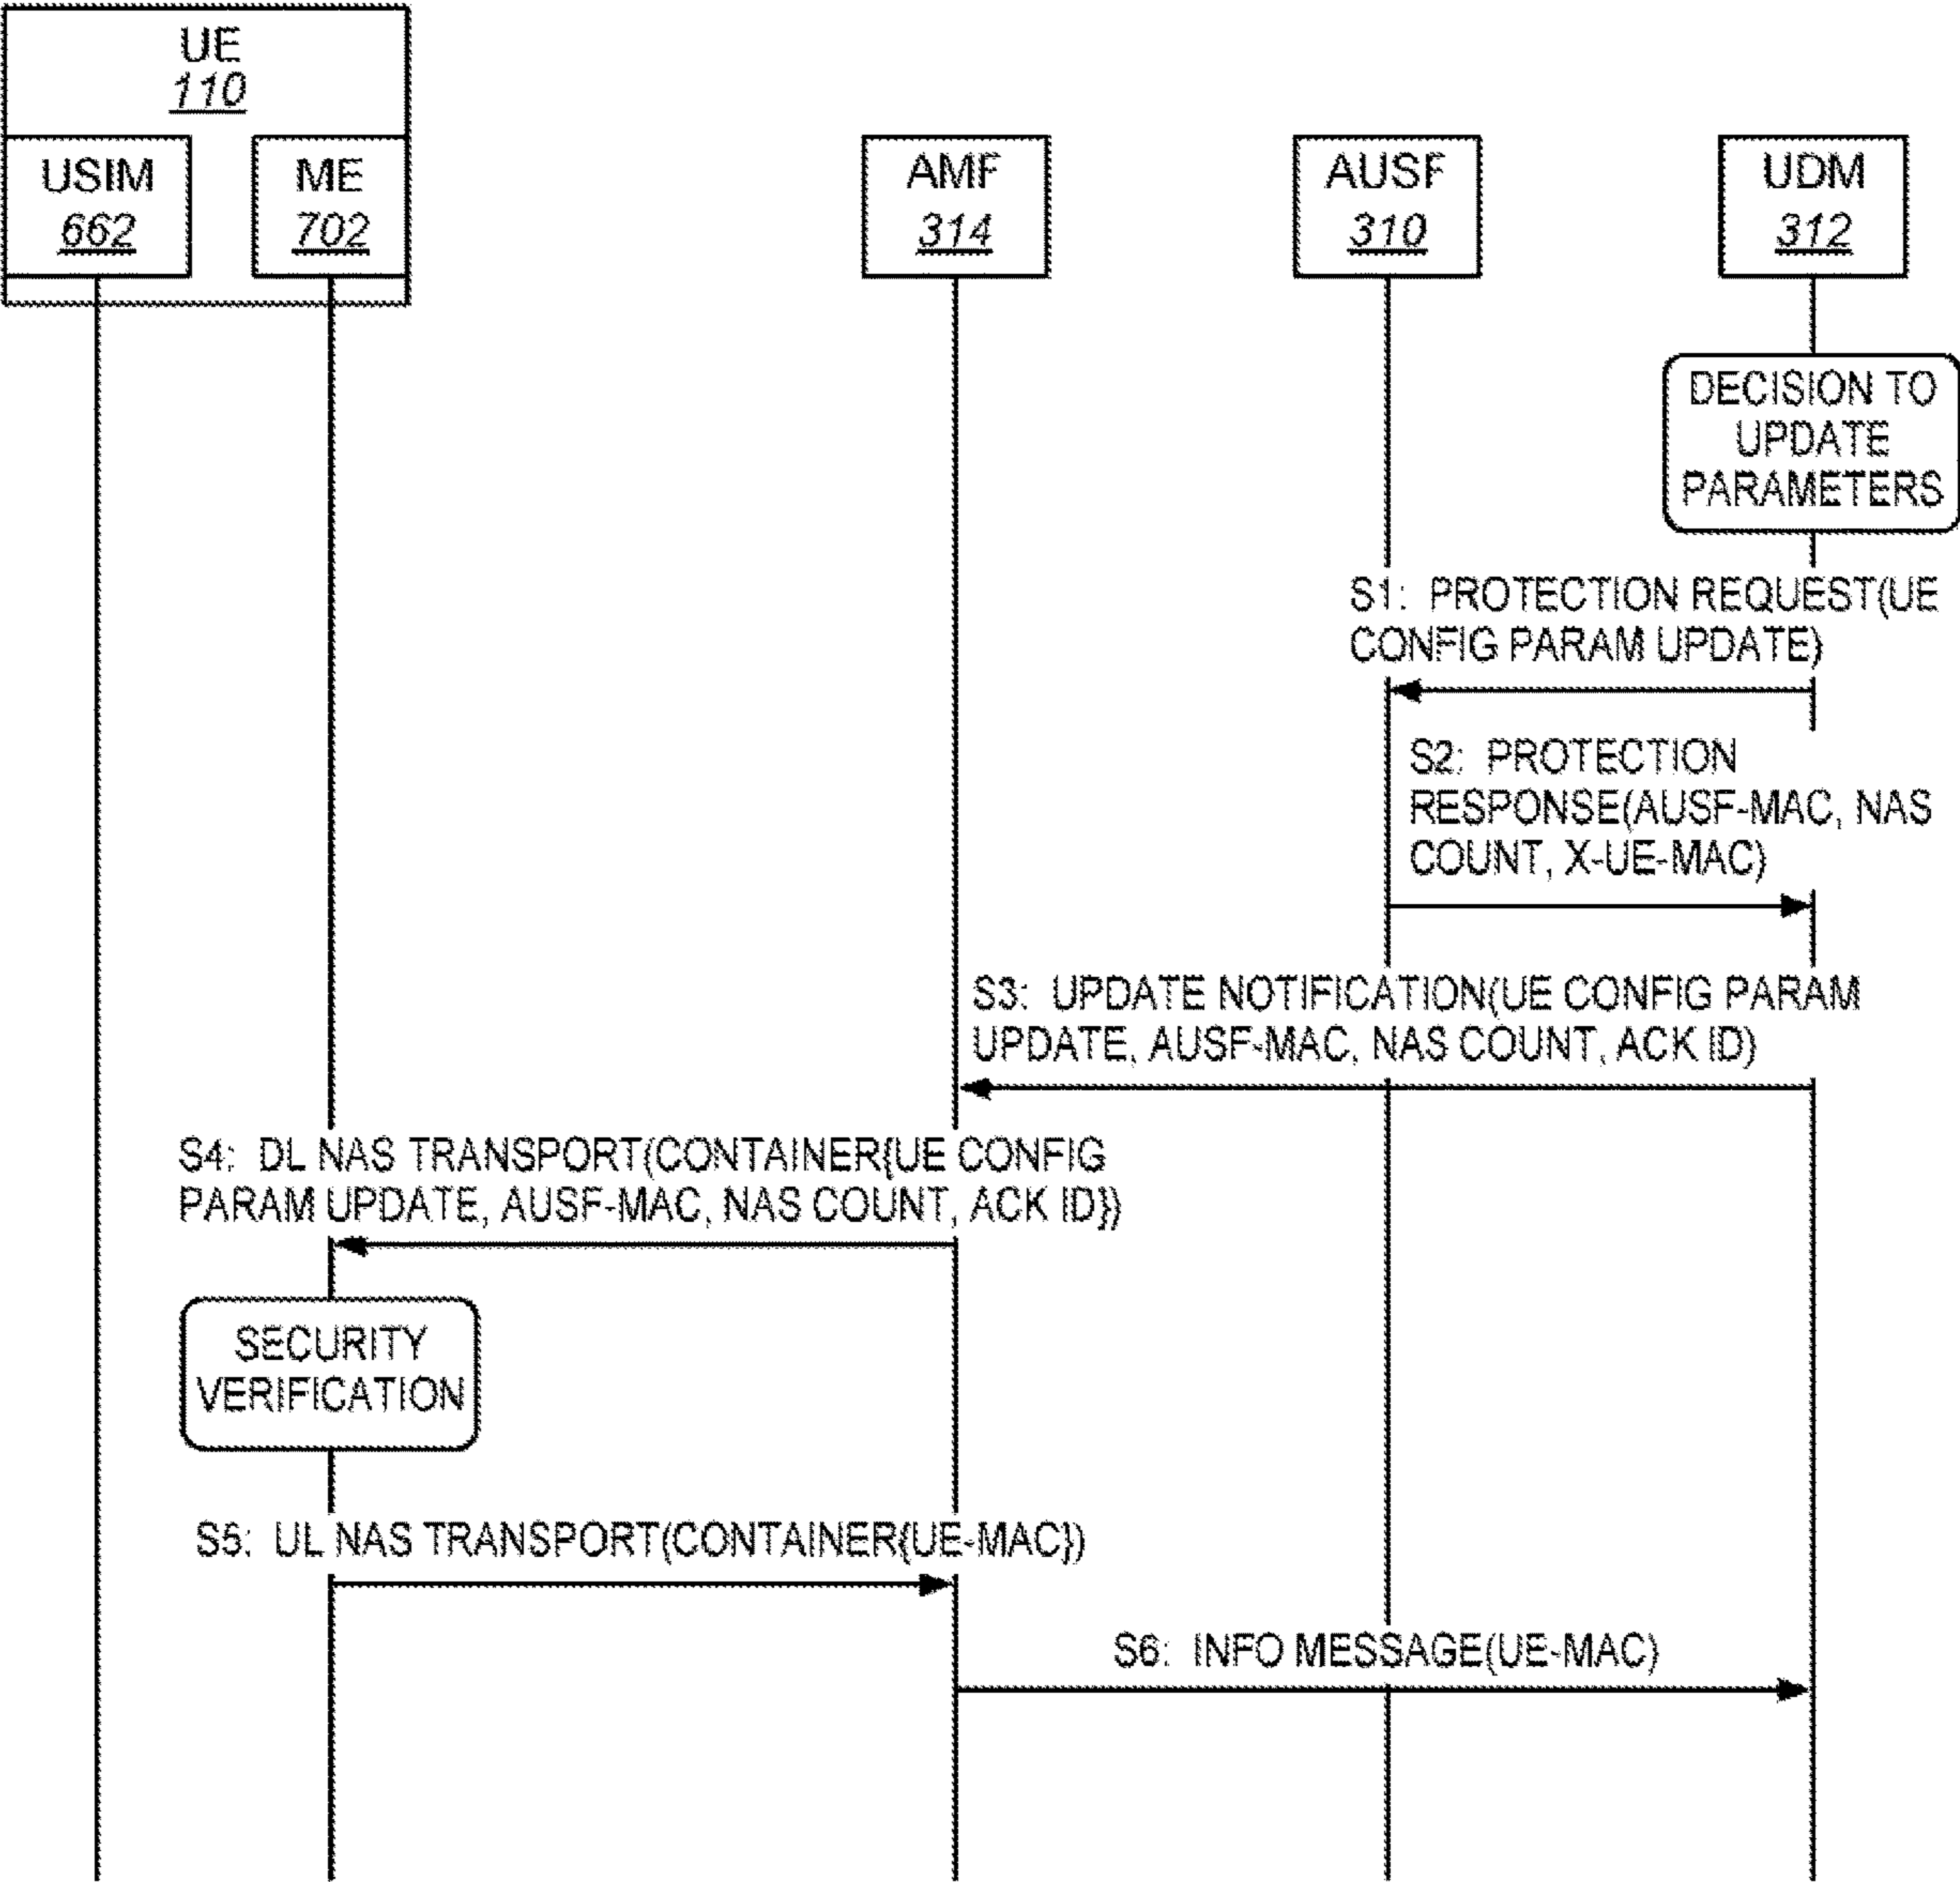 UE
110
USIM
662
ME
702
AMF
314
AUSF
310
UDM
312
DECISION TO
UPDATE
PARAMETERS
S1: PROTECTION REQUEST(UE
CONFIG PARAM UPDATE)
S2: PROTECTION
RESPONSE(AUSF-MAC, NAS
COUNT, X-UE-MAC)
S3: UPDATE NOTIFICATION(UE CONFIG PARAM
UPDATE, AUSF-MAC, NAS COUNT, ACK ID)
S4: DL NAS TRANSPORT(CONTAINER{UE CONFIG
PARAM UPDATE, AUSF-MAC, NAS COUNT, ACK ID})
SECURITY
VERIFICATION
S5: UL NAS TRANSPORT(CONTAINER{UE-MAC})
S6: INFO MESSAGE(UE-MAC)